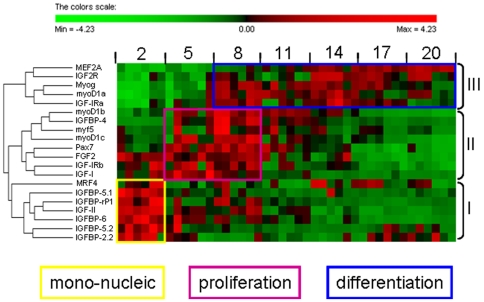 The colors scale:
Min = -4.23 0.00 Max = 4.23
2 5 8 11 14 17 20
MEF2A
IGF2R
Myog
myoD1a
IGF-IRa
III
myoD1b
IGFBP-4
myf5
myoD1c
Pax7
FGF2
IGF-IRb
IGF-I
II
MRF4
IGFBP-5.1
IGFBP-rP1
IGF-II
IGFBP-6
IGFBP-5.2
IGFBP-2.2
I
mono-nucleic proliferation differentiation